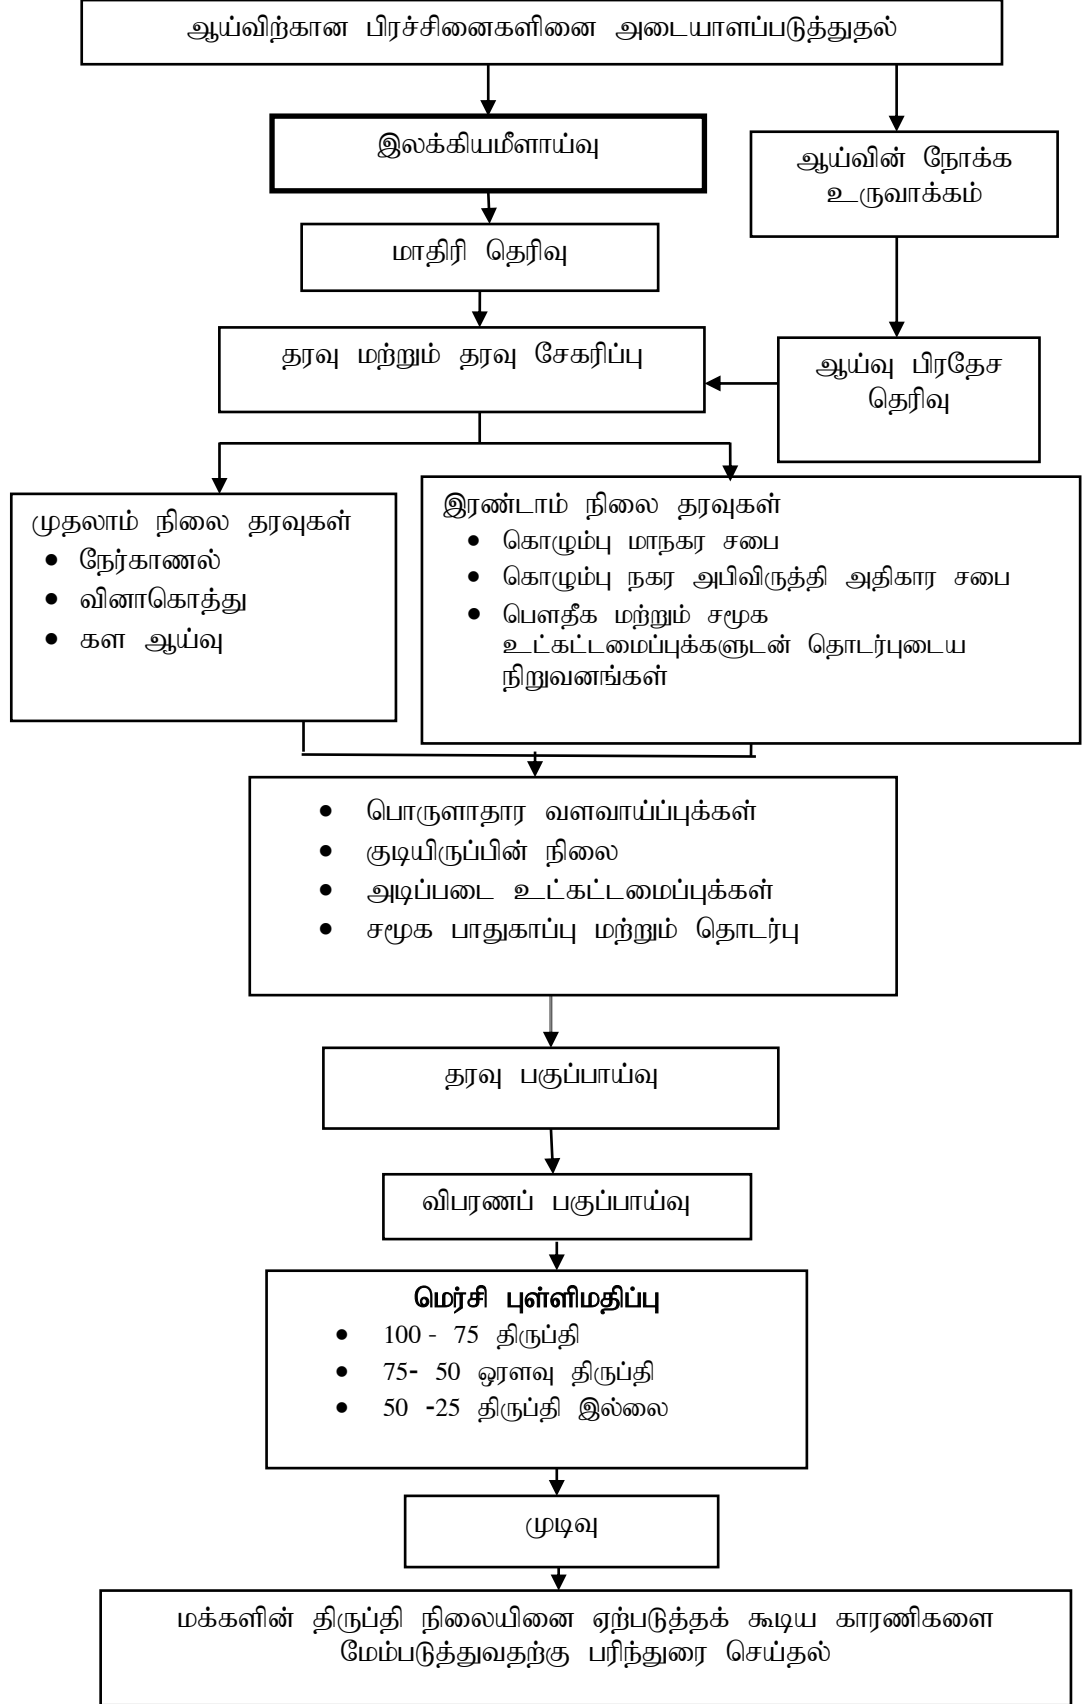 ஆய்விற்கான பிரச்சினைகளினை அடையாளப்படுத்துதல்
இலக்கியமீளாய்வு
ஆய்வின் நோக்க
உருவாக்கம்
மாதிரி தெரிவு
தரவு மற்றும் தரவு சேகரிப்பு
ஆய்வு பிரதேச
தெரிவு
முதலாம் நிலை தரவுகள்
• நேர்காணல்
• வினாகொத்து
• கள ஆய்வு
இரண்டாம் நிலை தரவுகள்
• கொழும்பு மாநகர சபை
• கொழும்பு நகர அபிவிருத்தி அதிகார சபை
• பௌதீக மற்றும் சமூக
உட்கட்டமைப்புக்களுடன் தொடர்புடைய
நிறுவனங்கள்
• பொருளாதார வளவாய்ப்புக்கள்
• குடியிருப்பின் நிலை
• அடிப்படை உட்கட்டமைப்புக்கள்
• சமூக பாதுகாப்பு மற்றும் தொடர்பு
தரவு பகுப்பாய்வு
விபரணப் பகுப்பாய்வு
மெர்சி புள்ளிமதிப்பு
• 100 - 75 திருப்தி
• 75- 50 ஓரளவு திருப்தி
• 50 -25 திருப்தி இல்லை
முடிவு
மக்களின் திருப்தி நிலையினை ஏற்படுத்தக் கூடிய காரணிகளை
மேம்படுத்துவதற்கு பரிந்துரை செய்தல்